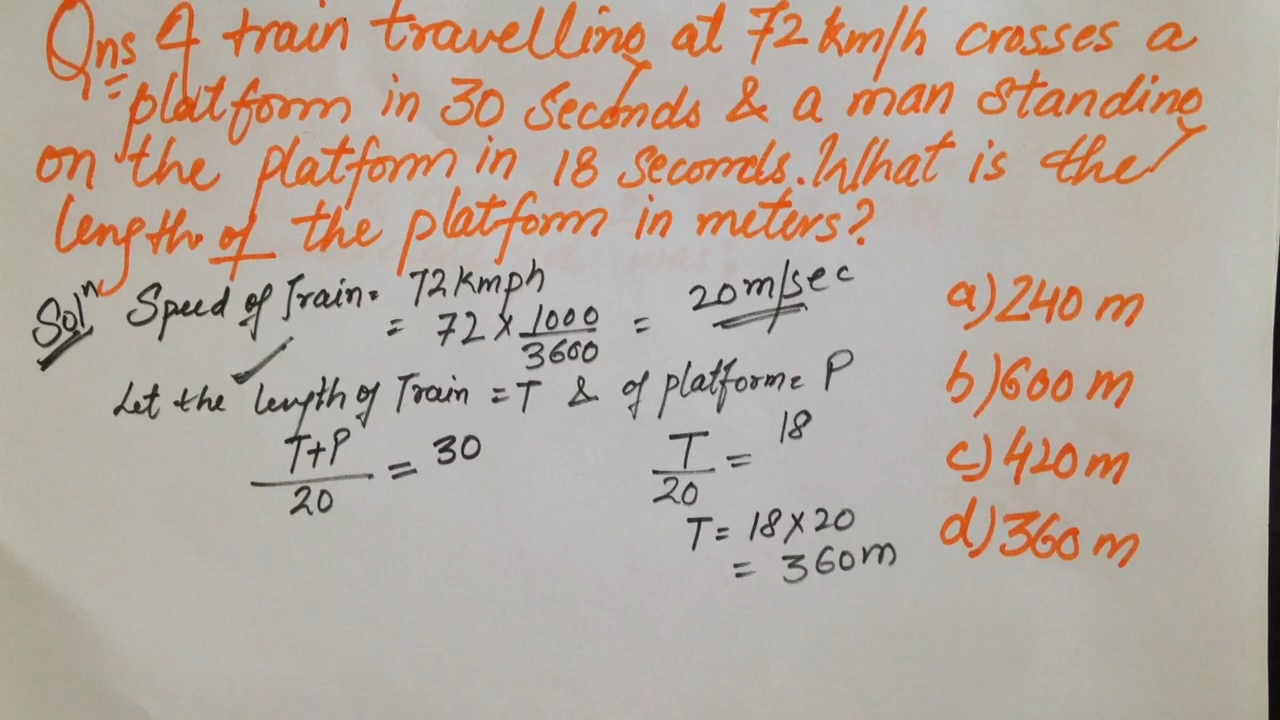 Qns A train travelling at 72 km/h crosses a
platform in 30 seconds & a man standing
on the platform in 18 seconds. What is the
length of the platform in meters?
Solⁿ Speed of Train = 72 kmph
= 72 × 1000/3600 = 20 m/sec
Let the length of Train = T & of platform = P
T+P/20 = 30
T/20 = 18
T = 18 × 20
= 360 m
a) 240 m
b) 600 m
c) 420 m
d) 360 m